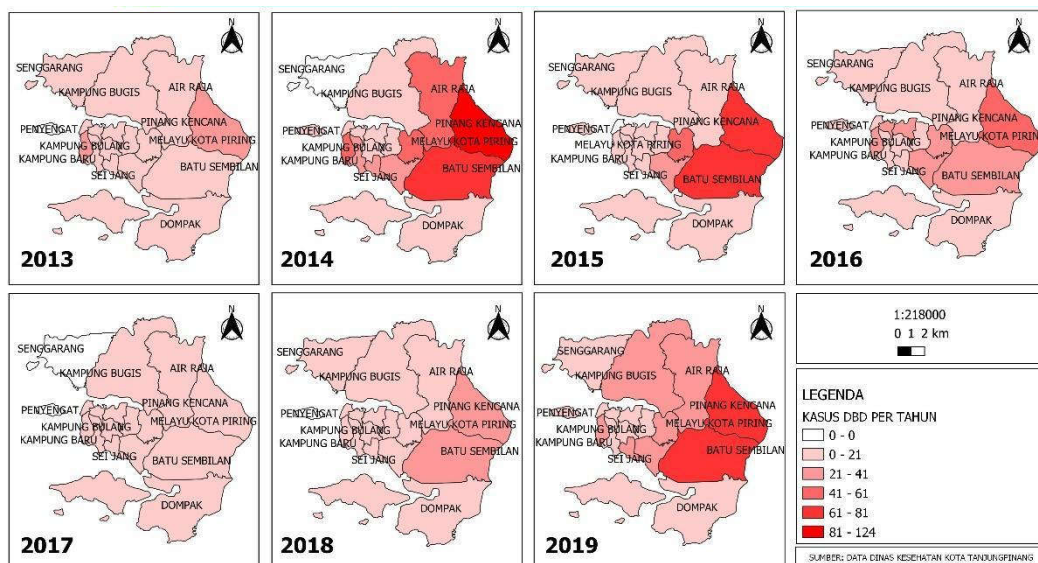 N
SENGGARANG
KAMPUNG BUGIS
AIR RAJA
PENYENGAT
PINANG KENCANA
KAMPUNG BULANG
MELAYU KOTA PIRING
KAMPUNG BARU
SEI JANG
BATU SEMBILAN
DOMPAK
2013
N
SENGGARANG
KAMPUNG BUGIS
AIR RAJA
PENYENGAT
PINANG KENCANA
KAMPUNG BULANG
MELAYU KOTA PIRING
KAMPUNG BARU
SEI JANG
BATU SEMBILAN
DOMPAK
2014
N
SENGGARANG
KAMPUNG BUGIS
AIR RAJA
PENYENGAT
PINANG KENCANA
MELAYU KOTA PIRING
KAMPUNG BARU
SEI JANG
BATU SEMBILAN
DOMPAK
2015
N
SENGGARANG
KAMPUNG BUGIS
AIR RAJA
PENYENGAT
PINANG KENCANA
KAMPUNG BULANG
MELAYU KOTA PIRING
KAMPUNG BARU
SEI JANG
BATU SEMBILAN
DOMPAK
2016
N
SENGGARANG
KAMPUNG BUGIS
AIR RAJA
PENYENGAT
PINANG KENCANA
KAMPUNG BULANG
MELAYU KOTA PIRING
KAMPUNG BARU
SEI JANG
BATU SEMBILAN
DOMPAK
2017
N
SENGGARANG
KAMPUNG BUGIS
AIR RAJA
PENYENGAT
PINANG KENCANA
KAMPUNG BULANG
MELAYU KOTA PIRING
KAMPUNG BARU
SEI JANG
BATU SEMBILAN
DOMPAK
2018
N
SENGGARANG
KAMPUNG BUGIS
AIR RAJA
PENYENGAT
PINANG KENCANA
KAMPUNG BULANG
MELAYU KOTA PIRING
KAMPUNG BARU
SEI JANG
BATU SEMBILAN
DOMPAK
2019
1:218000
0 1 2 km
LEGENDA
KASUS DBD PER TAHUN
0 - 0
0 - 21
21 - 41
41 - 61
61 - 81
81 - 124
SUMBER: DATA DINAS KESEHATAN KOTA TANJUNGPINANG